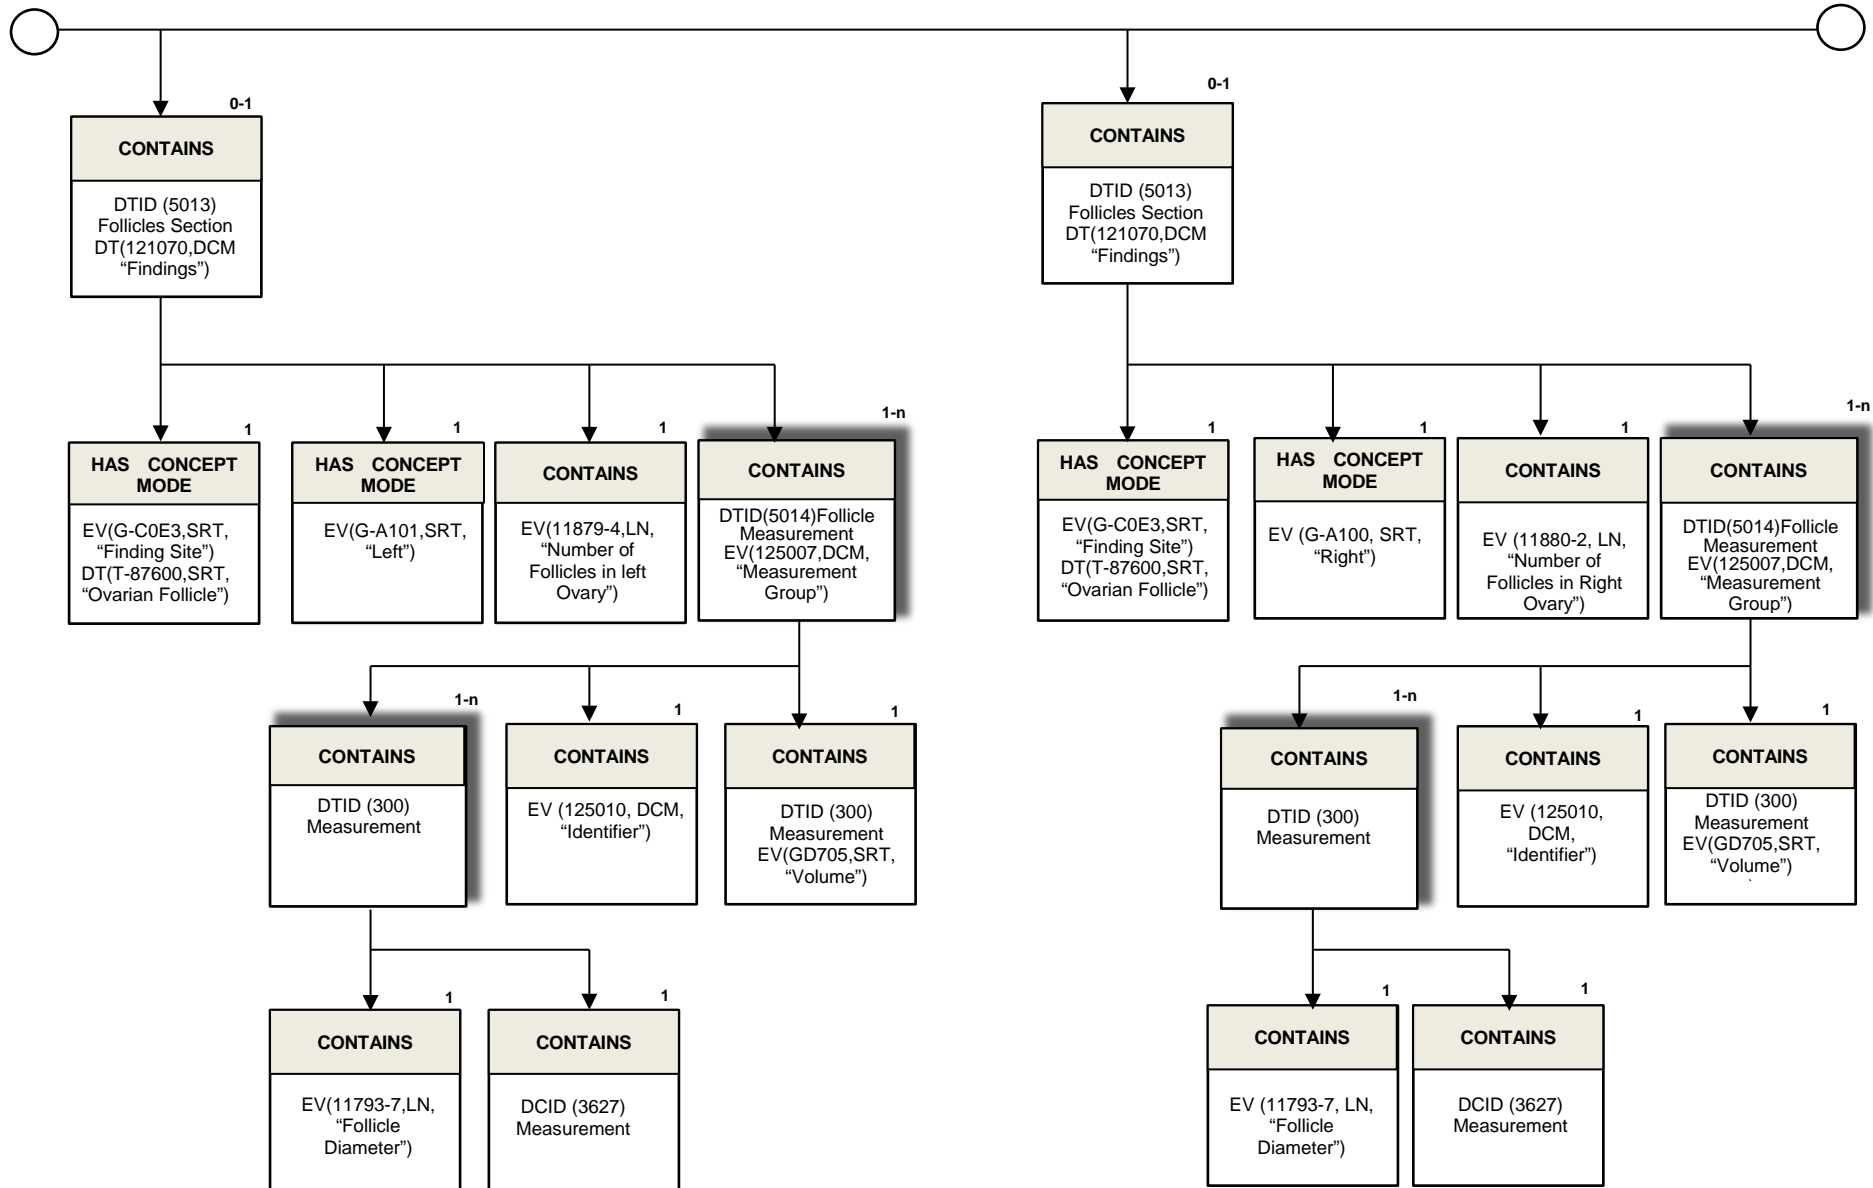 0-1
CONTAINS
DTID (5013)
Follicles Section
DT(121070,DCM
“Findings”)
0-1
CONTAINS
DTID (5013)
Follicles Section
DT(121070,DCM
“Findings”)
1
HAS CONCEPT
MODE
EV(G-C0E3,SRT,
“Finding Site”)
DT(T-87600,SRT,
“Ovarian Follicle”)
1
HAS CONCEPT
MODE
EV(G-A101,SRT,
“Left”)
1
CONTAINS
EV(11879-4,LN,
“Number of
Follicles in left
Ovary”)
1-n
CONTAINS
DTID(5014)Follicle
Measurement
EV(125007,DCM,
“Measurement
Group”)
1
HAS CONCEPT
MODE
EV(G-C0E3,SRT,
“Finding Site”)
DT(T-87600,SRT,
“Ovarian Follicle”)
1
HAS CONCEPT
MODE
EV (G-A100, SRT,
“Right”)
1
CONTAINS
EV (11880-2, LN,
“Number of
Follicles in Right
Ovary”)
1-n
CONTAINS
DTID(5014)Follicle
Measurement
EV(125007,DCM,
“Measurement
Group”)
1-n
CONTAINS
DTID (300)
Measurement
1
CONTAINS
EV (125010, DCM,
“Identifier”)
1
CONTAINS
DTID (300)
Measurement
EV(GD705,SRT,
“Volume”)
1-n
CONTAINS
DTID (300)
Measurement
1
CONTAINS
EV (125010,
DCM,
“Identifier”)
1
CONTAINS
DTID (300)
Measurement
EV(GD705,SRT,
“Volume”)
1
CONTAINS
EV(11793-7,LN,
“Follicle
Diameter”)
1
CONTAINS
DCID (3627)
Measurement
1
CONTAINS
EV (11793-7, LN,
“Follicle
Diameter”)
1
CONTAINS
DCID (3627)
Measurement